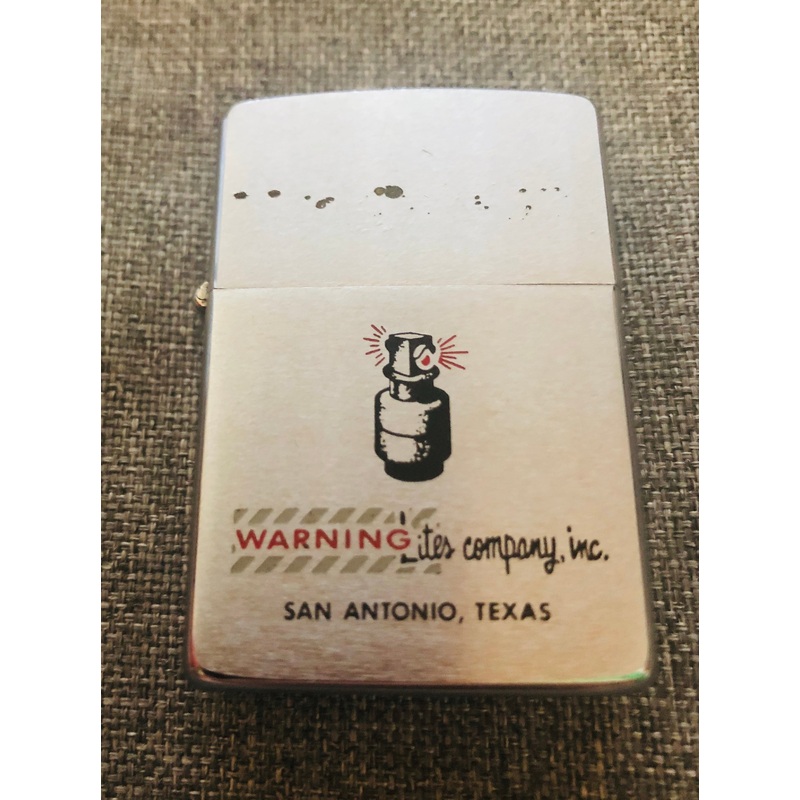 WARNING Lites company, inc.
SAN ANTONIO, TEXAS